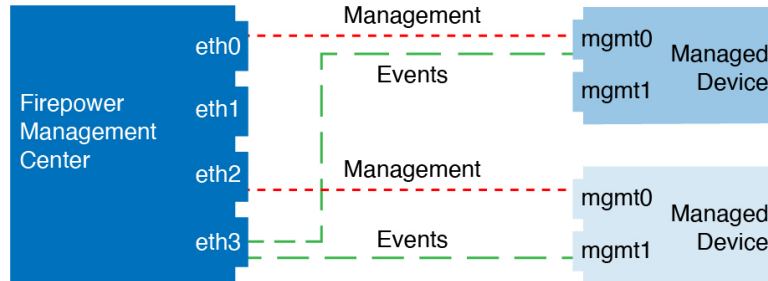 Firepower
Management
Center
eth0
eth1
eth2
eth3
Management
Events
Management
Events
mgmt0
mgmt1
Managed
Device
mgmt0
mgmt1
Managed
Device